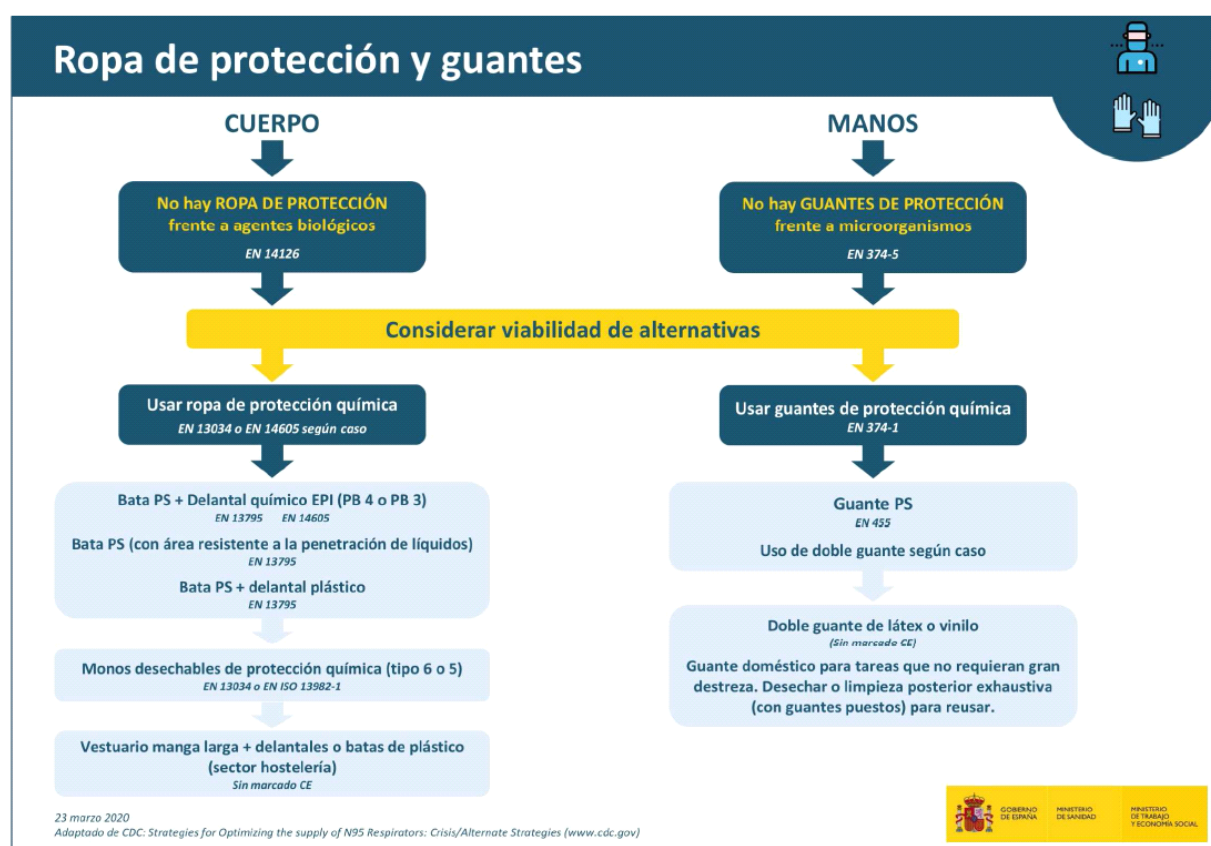 Ropa de protección y guantes
CUERPO
No hay ROPA DE PROTECCIÓN
frente a agentes biológicos
EN 14126
MANOS
No hay GUANTES DE PROTECCIÓN
frente a microorganismos
EN 374-5
Considerar viabilidad de alternativas
Usar ropa de protección química
EN 13034 o EN 14605 según caso
Bata PS + Delantal químico EPI (PB 4 o PB 3)
EN 13795 EN 14605
Bata PS (con área resistente a la penetración de líquidos)
EN 13795
Bata PS + delantal plástico
EN 13795
Monos desechables de protección química (tipo 6 o 5)
EN 13034 o EN ISO 13982-1
Vestuario manga larga + delantales o batas de plástico
(sector hostelería)
Sin marcado CE
Usar guantes de protección química
EN 374-1
Guante PS
EN 455
Uso de doble guante según caso
Doble guante de látex o vinilo
(Sin marcado CE)
Guante doméstico para tareas que no requieran gran
destreza. Desechar o limpieza posterior exhaustiva
(con guantes puestos) para reusar.
23 marzo 2020
Adaptado de CDC: Strategies for Optimizing the supply of N95 Respirators: Crisis/Alternate Strategies (www.cdc.gov)
GOBIERNO
DE ESPAÑA
MINISTERIO
DE SANIDAD
MINISTERIO
DE TRABAJO
Y ECONOMÍA SOCIAL